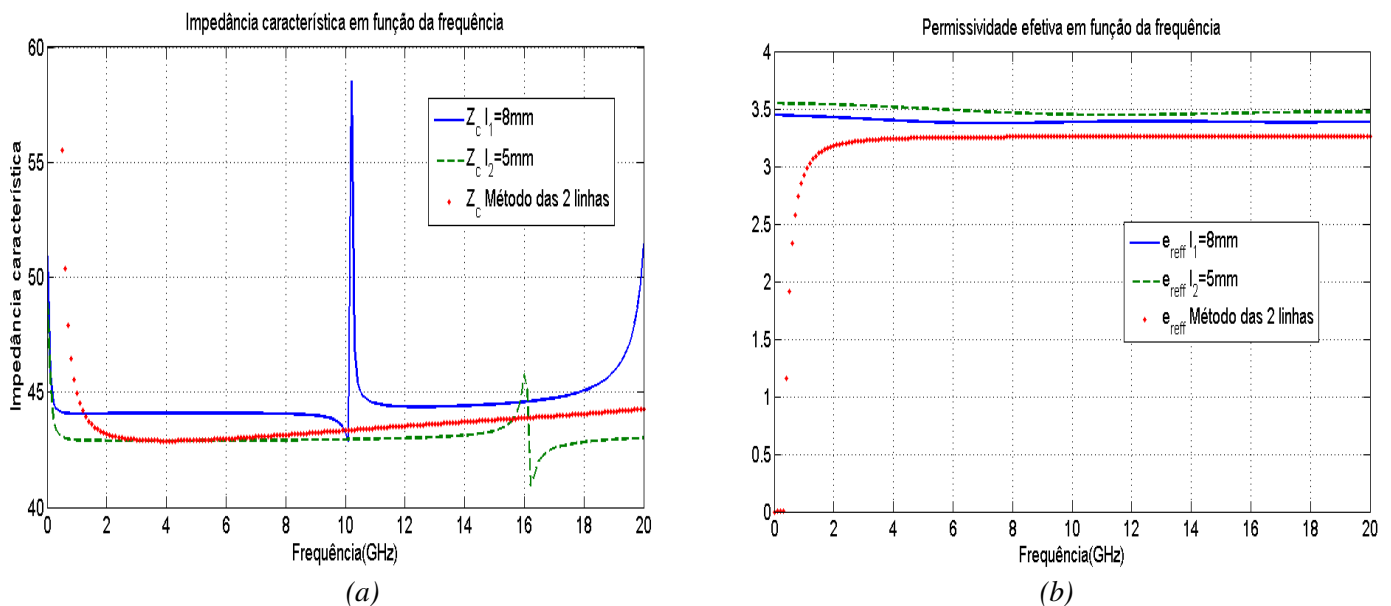 Impedância característica em função da frequência
Impedância característica
60
55
50
45
40
0 2 4 6 8 10 12 14 16 18 20
Frequência(GHz)
Z_c l_1=8mm
Z_c l_2=5mm
Z_c Método das 2 linhas
(a)
Permissividade efetiva em função da frequência
4
3.5
3
2.5
2
1.5
1
0.5
0
0 2 4 6 8 10 12 14 16 18 20
Frequência(GHz)
e_reff l_1=8mm
e_reff l_2=5mm
e_reff Método das 2 linhas
(b)